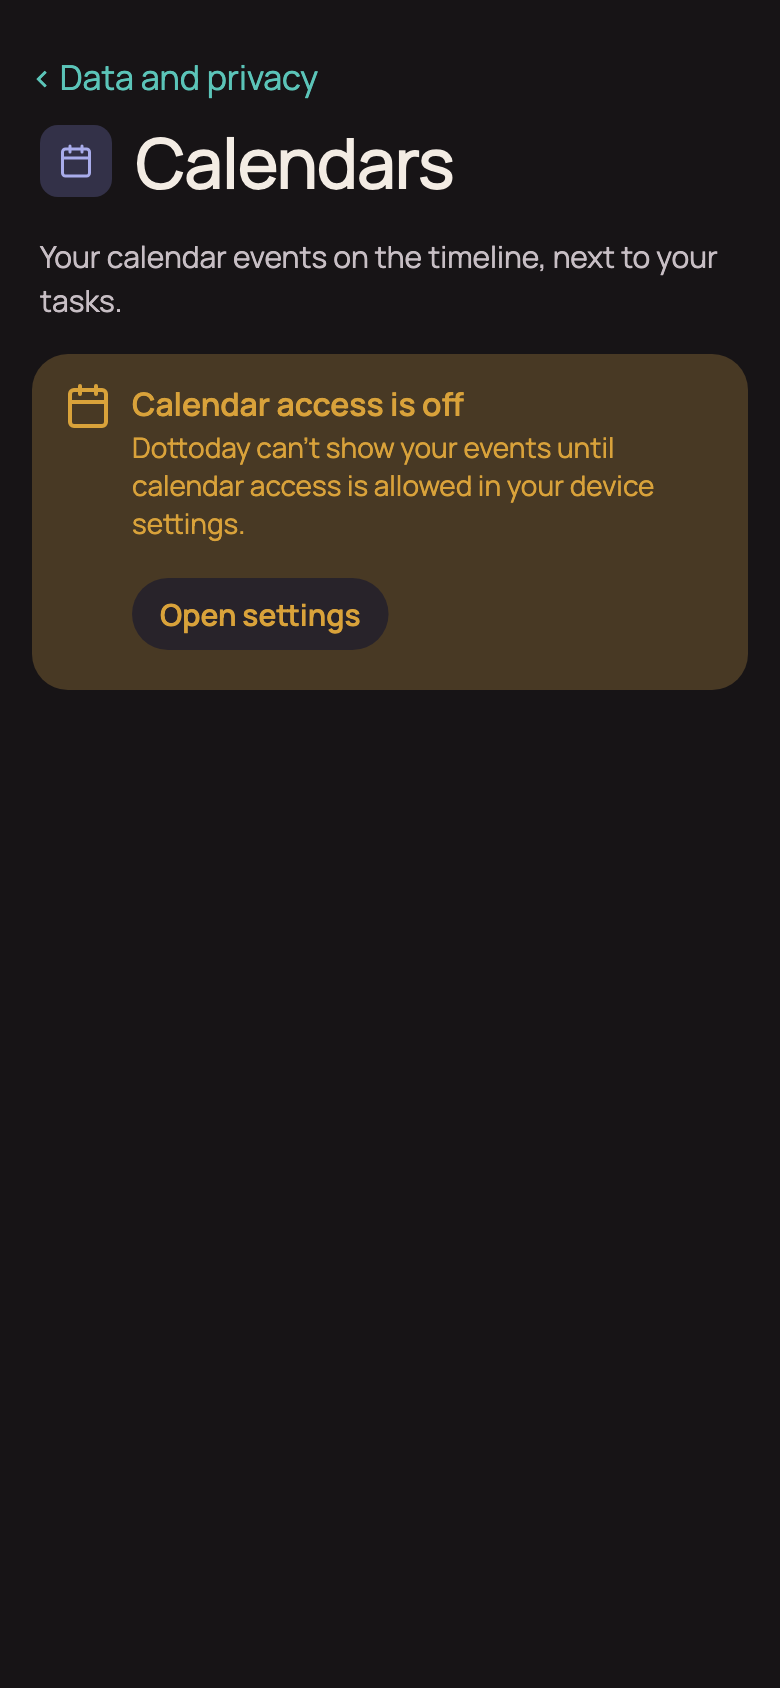 ‹ Data and privacy
Calendars
Your calendar events on the timeline, next to your
tasks.
Calendar access is off
Dottoday can’t show your events until
calendar access is allowed in your device
settings.
Open settings